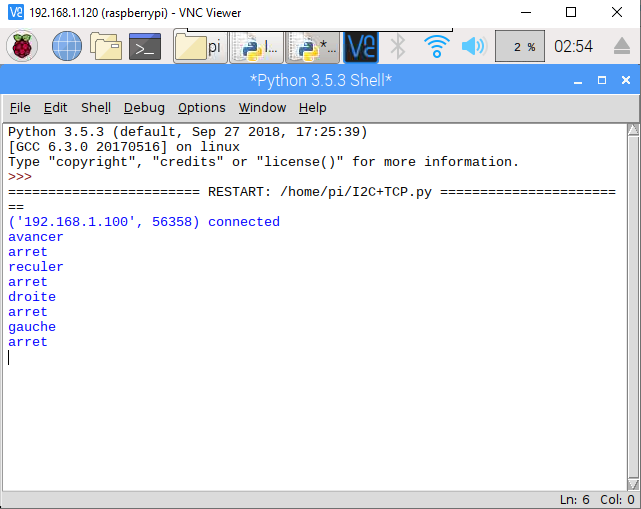 192.168.1.120 (raspberrypi) - VNC Viewer
pi
I...
*...
2 %
02:54
*Python 3.5.3 Shell*
File Edit Shell Debug Options Window Help
Python 3.5.3 (default, Sep 27 2018, 17:25:39)
[GCC 6.3.0 20170516] on linux
Type "copyright", "credits" or "license()" for more information.
>>>
======================== RESTART: /home/pi/I2C+TCP.py ======================
==
('192.168.1.100', 56358) connected
avancer
arret
reculer
arret
droite
arret
gauche
arret
Ln: 6 Col: 0